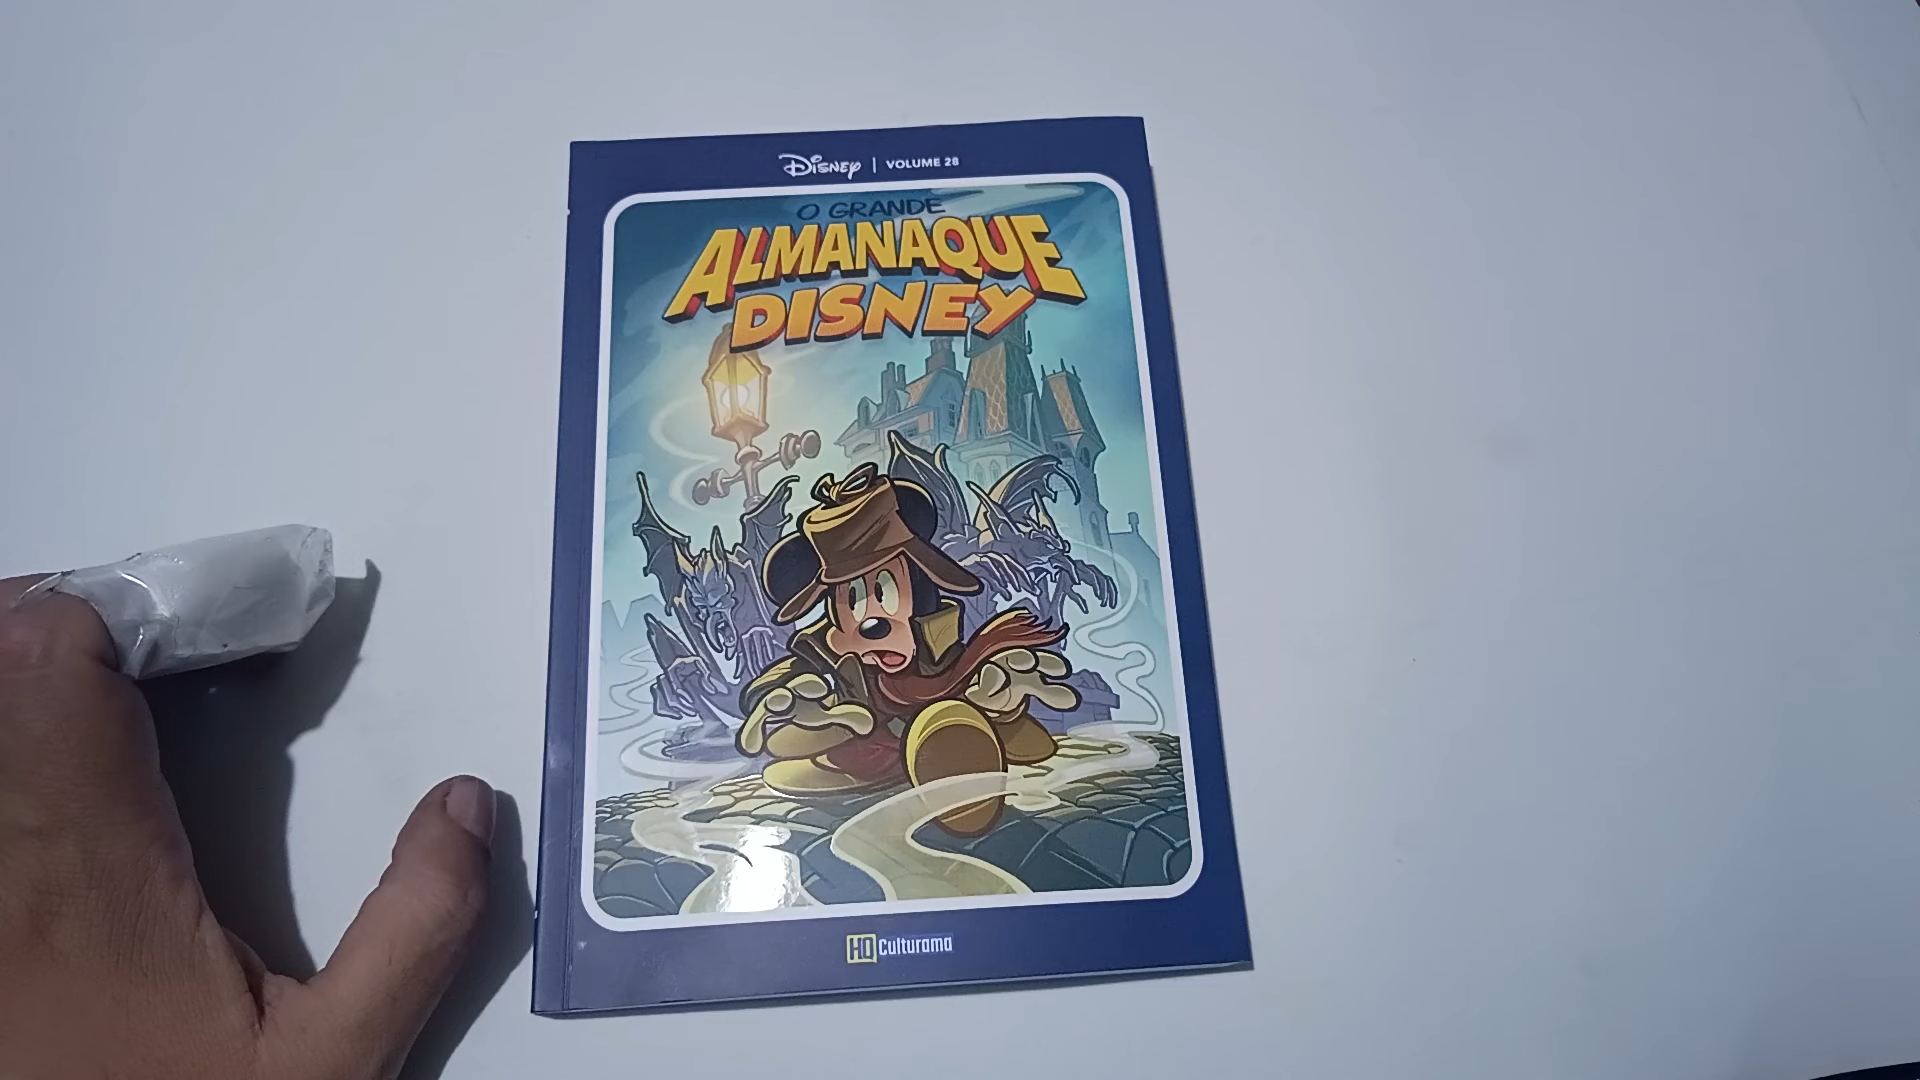 Disney | VOLUME 28
O GRANDE
ALMANAQUE
DISNEY
HQ Culturama